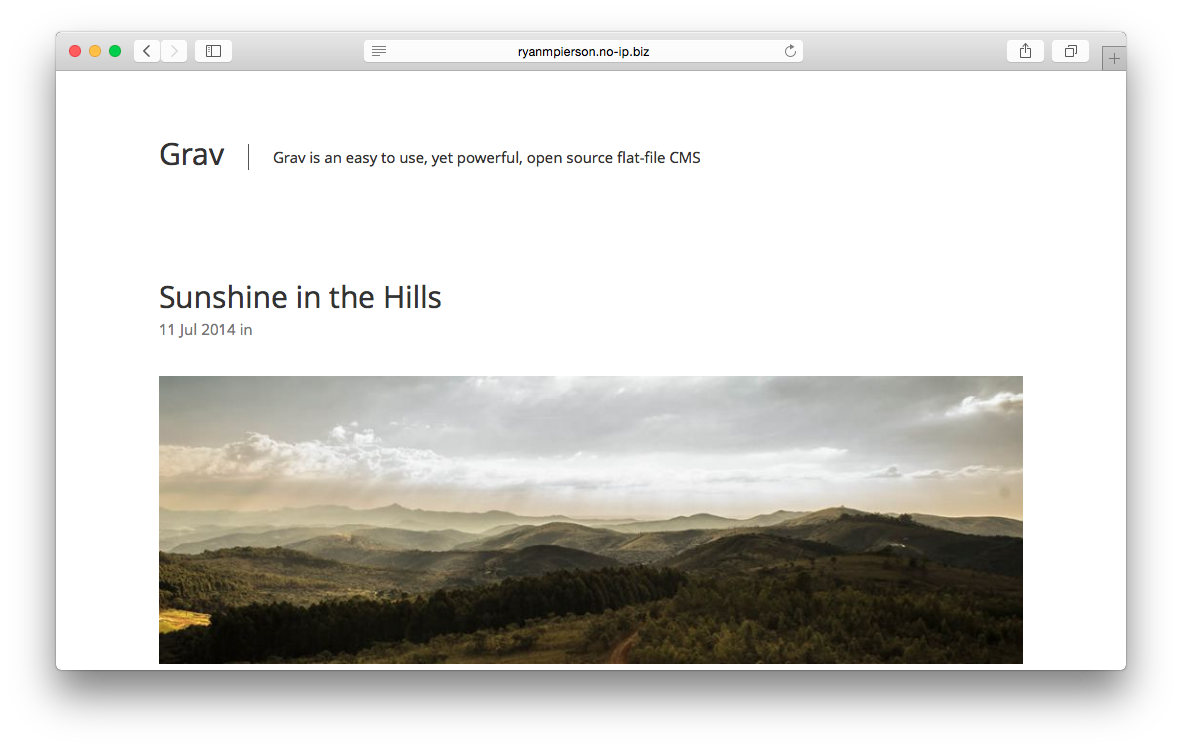 ryanmpierson.no-ip.biz
Grav
Grav is an easy to use, yet powerful, open source flat-file CMS
Sunshine in the Hills
11 Jul 2014 in